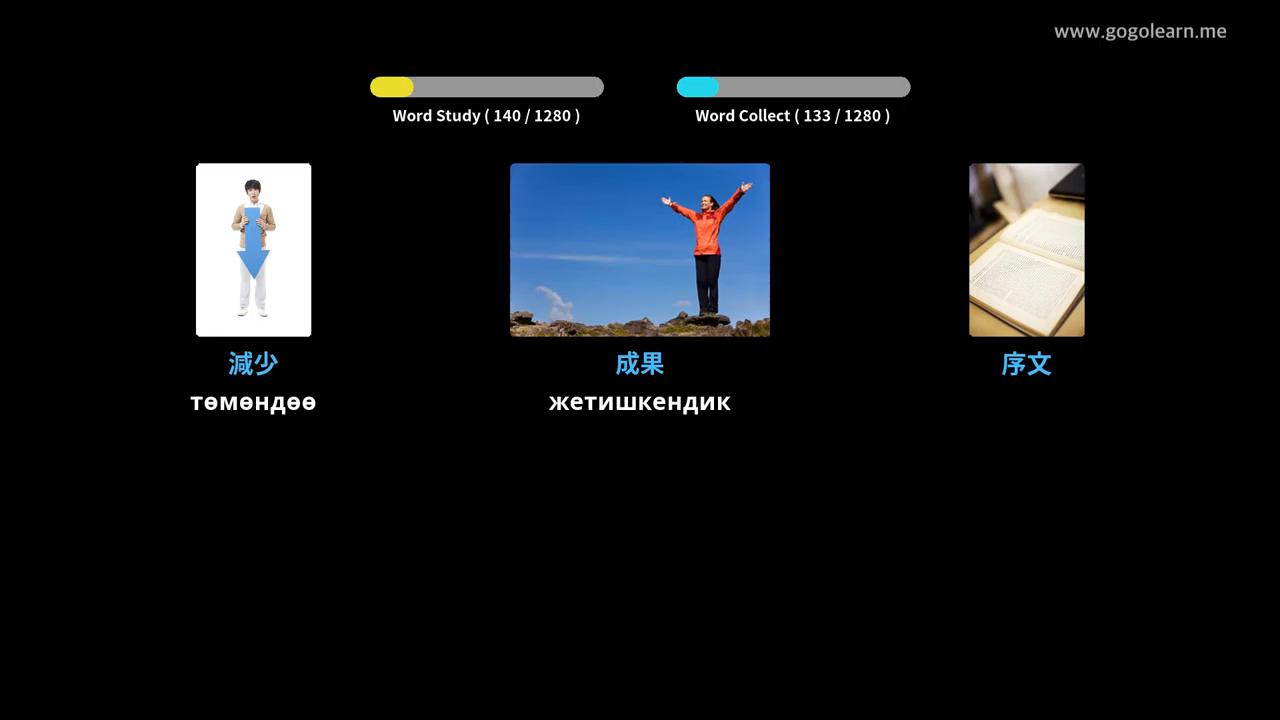 www.gogolearn.me
Word Study ( 140 / 1280 )
Word Collect ( 133 / 1280 )
減少
成果
序文
төмөндөө
жетишкендик